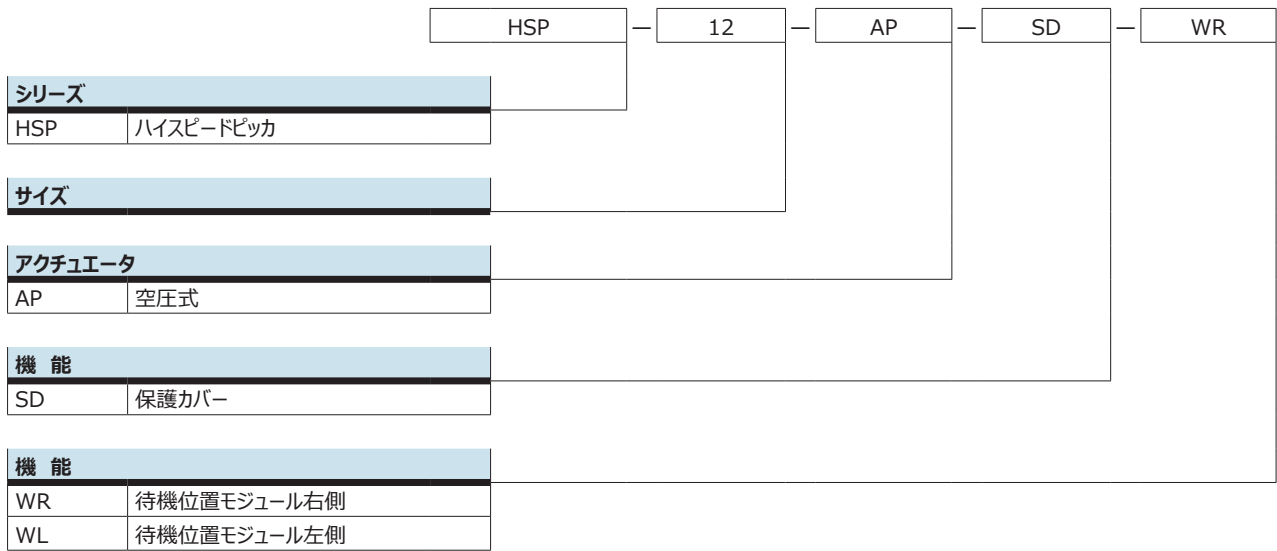 HSP — 12 — AP — SD — WR
シリーズ
HSP ハイスピードピッカ
サイズ
アクチュエータ
AP 空圧式
機 能
SD 保護カバー
機 能
WR 待機位置モジュール右側
WL 待機位置モジュール左側